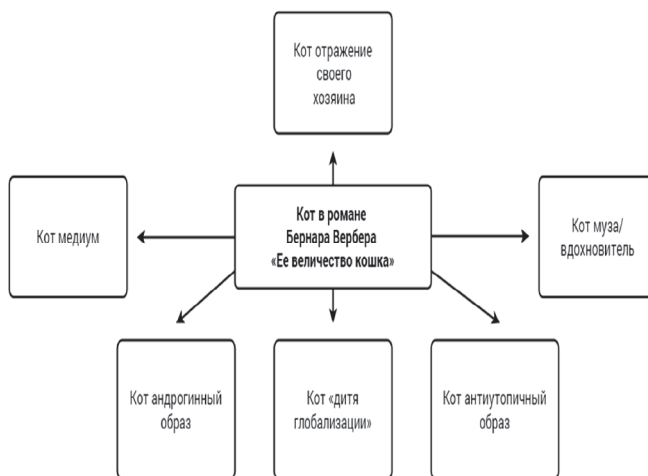 Кот отражение
своего
хозяина
Кот медиум
Кот в романе
Бернара Вербера
«Ее величество кошка»
Кот муза/
вдохновитель
Кот андрогинный
образ
Кот «дитя
глобализации»
Кот антиутопичный
образ